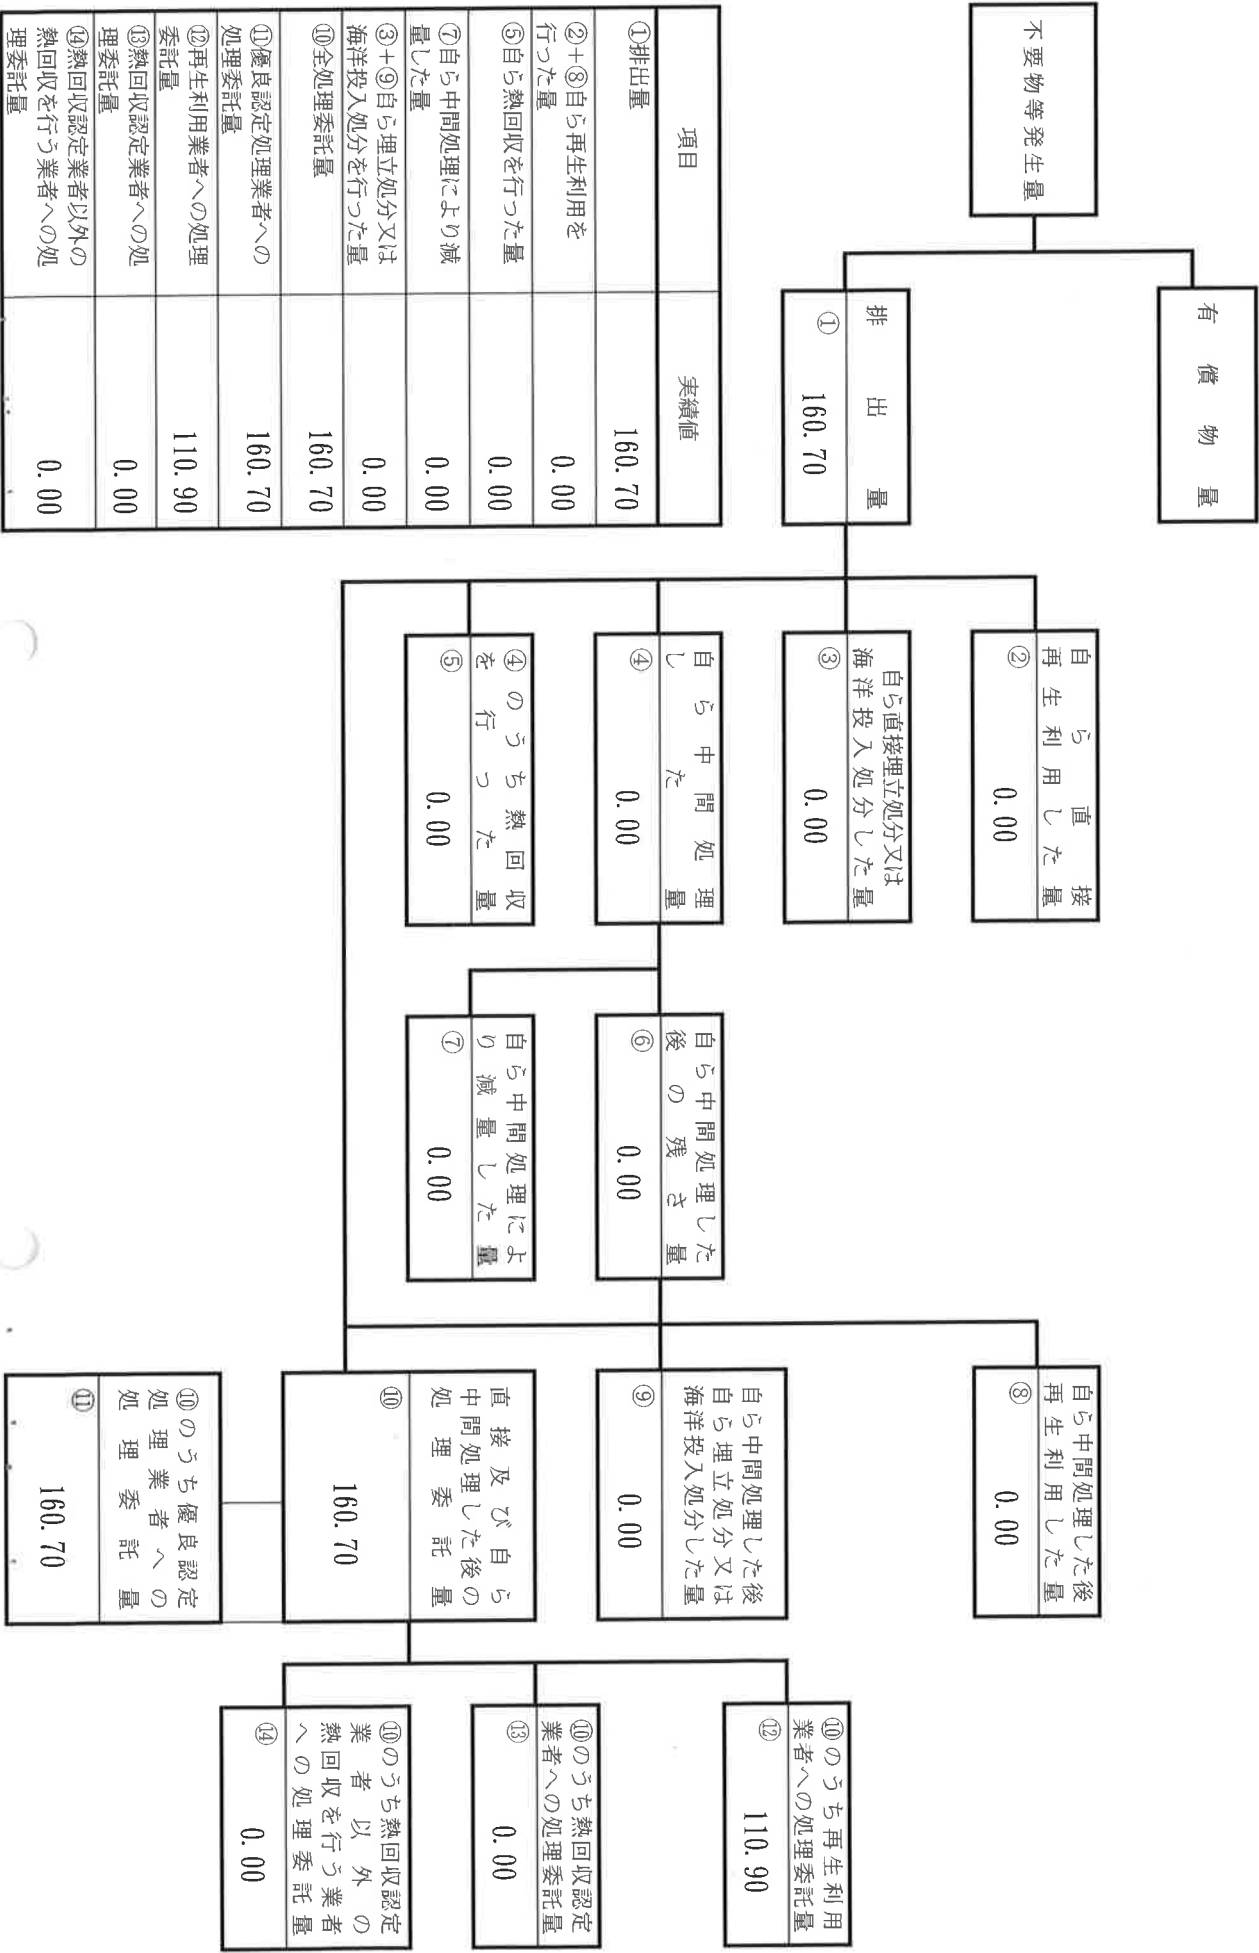 不要物等発生量
有償物量
排出量
① 160.70
自ら直接
再生利用した量
② 0.00
自ら直接埋立処分又は
海洋投入処分した量
③ 0.00
自ら中間処理
した量
④ 0.00
④のうち熱回収
を行った量
⑤ 0.00
自ら中間処理した
後の残さ量
⑥ 0.00
自ら中間処理によ
り減量した量
⑦ 0.00
自ら中間処理した後
再生利用した量
⑧ 0.00
自ら中間処理した後
自ら埋立処分又は
海洋投入処分した量
⑨ 0.00
直接及び自ら
中間処理した後の
処理委託量
⑩ 160.70
⑩のうち優良認定
処理業者への
処理委託量
⑪ 160.70
⑩のうち再生利用
業者への処理委託量
⑫ 110.90
⑩のうち熱回収認定
業者への処理委託量
⑬ 0.00
⑩のうち熱回収認定
業者以外の
熱回収を行う業者
への処理委託量
⑭ 0.00
項目 実績値
①排出量 160.70
②+⑧自ら再生利用を
行った量 0.00
⑤自ら熱回収を行った量 0.00
⑦自ら中間処理により減
量した量 0.00
③+⑨自ら埋立処分又は
海洋投入処分を行った量 0.00
⑩全処理委託量 160.70
⑪優良認定処理業者への
処理委託量 160.70
⑫再生利用業者への処理
委託量 110.90
⑬熱回収認定業者への処
理委託量 0.00
⑭熱回収認定業者以外の
熱回収を行う業者への処
理委託量 0.00